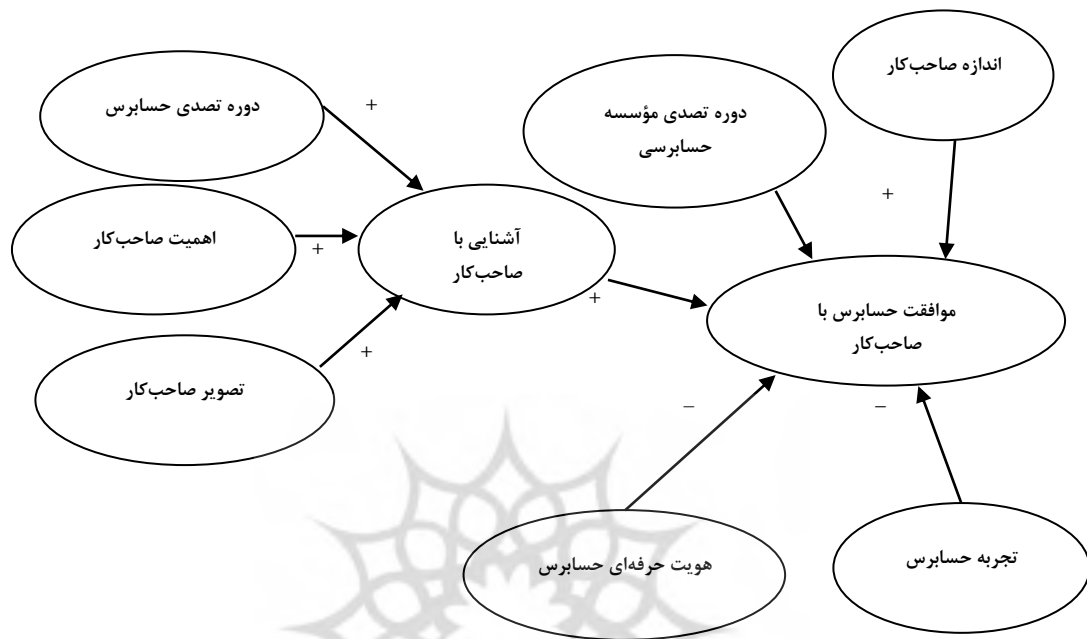 اندازه صاحب‌کار
دوره تصدی حسابرس
+
دوره تصدی مؤسسه
حسابرسی
+
اهمیت صاحب‌کار
+
آشنایی با
صاحب‌کار
+
موافقت حسابرس با
صاحب‌کار
تصویر صاحب‌کار
+
−
−
هویت حرفه‌ای حسابرس
تجربه حسابرس